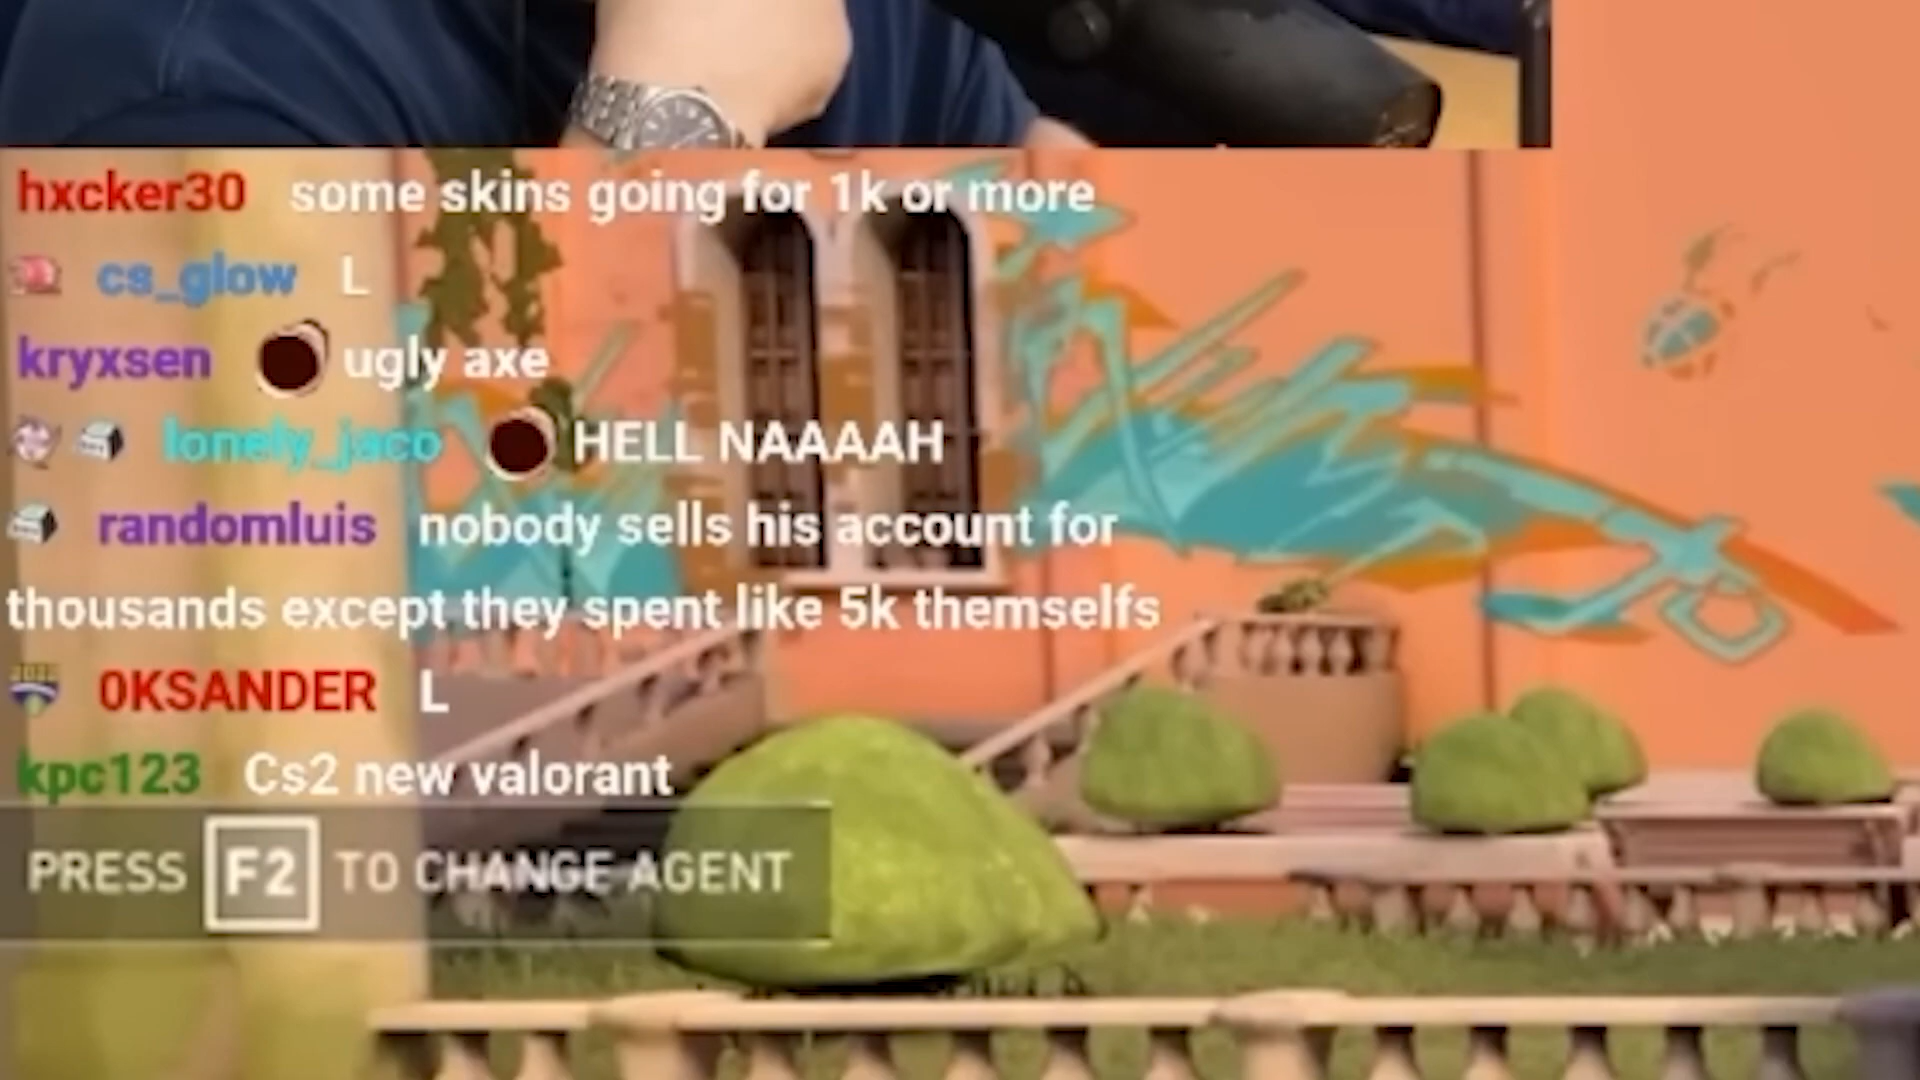 hxcker30 some skins going for 1k or more
cs_glow L
kryxsen ugly axe
lonely_jaco HELL NAAAAH
randomluis nobody sells his account for
thousands except they spent like 5k themselfs
0KSANDER L
kpc123 Cs2 new valorant
PRESS F2 TO CHANGE AGENT